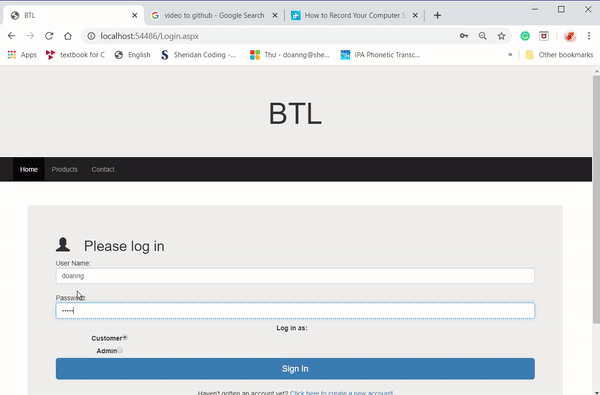 BTL
video to github - Google Search
How to Record Your Computer S
localhost:54486/Login.aspx
Apps
textbook for C
English
Sheridan Coding -...
Thu - doanng@she...
IPA Phonetic Transc...
»
Other bookmarks
BTL
Home
Products
Contact
Please log in
User Name:
doanng
Password:
•••••
Log in as:
Customer
Admin
Sign In
Haven't gotten an account yet? Click here to create a new account!